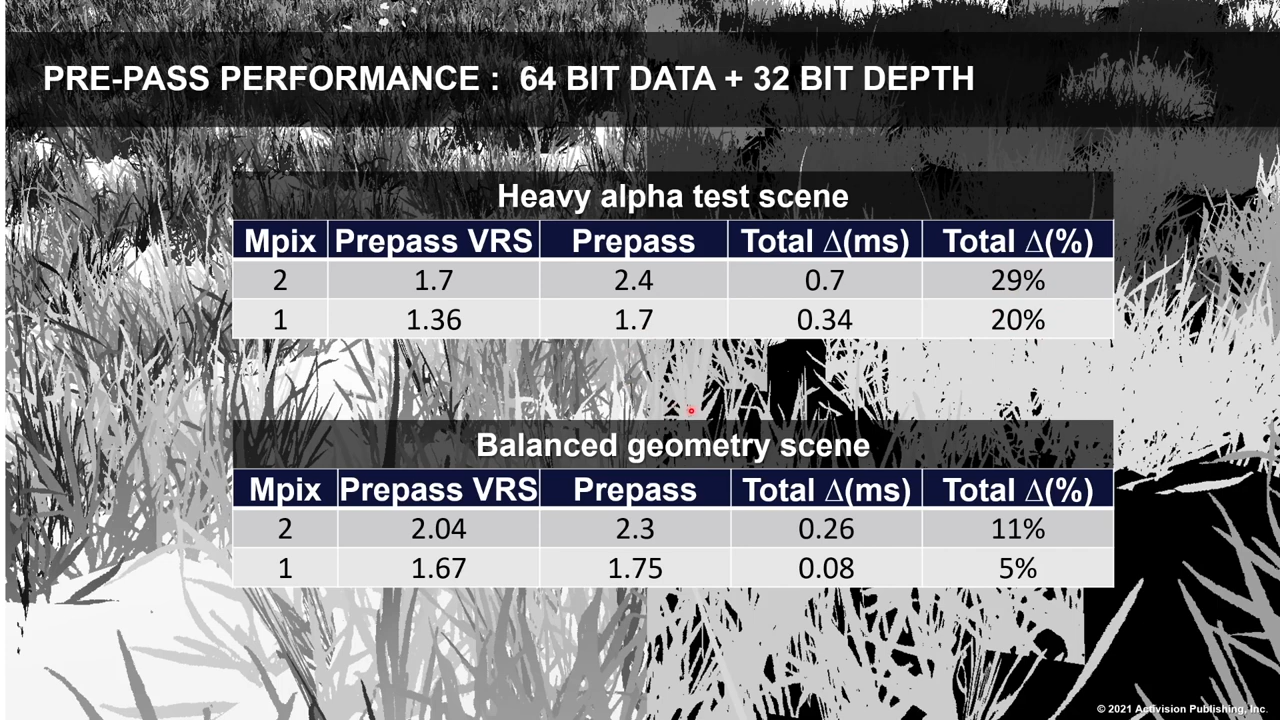 PRE-PASS PERFORMANCE : 64 BIT DATA + 32 BIT DEPTH
Heavy alpha test scene
Mpix Prepass VRS Prepass Total Δ(ms) Total Δ(%)
2 1.7 2.4 0.7 29%
1 1.36 1.7 0.34 20%
Balanced geometry scene
Mpix Prepass VRS Prepass Total Δ(ms) Total Δ(%)
2 2.04 2.3 0.26 11%
1 1.67 1.75 0.08 5%
© 2021 Activision Publishing, Inc.